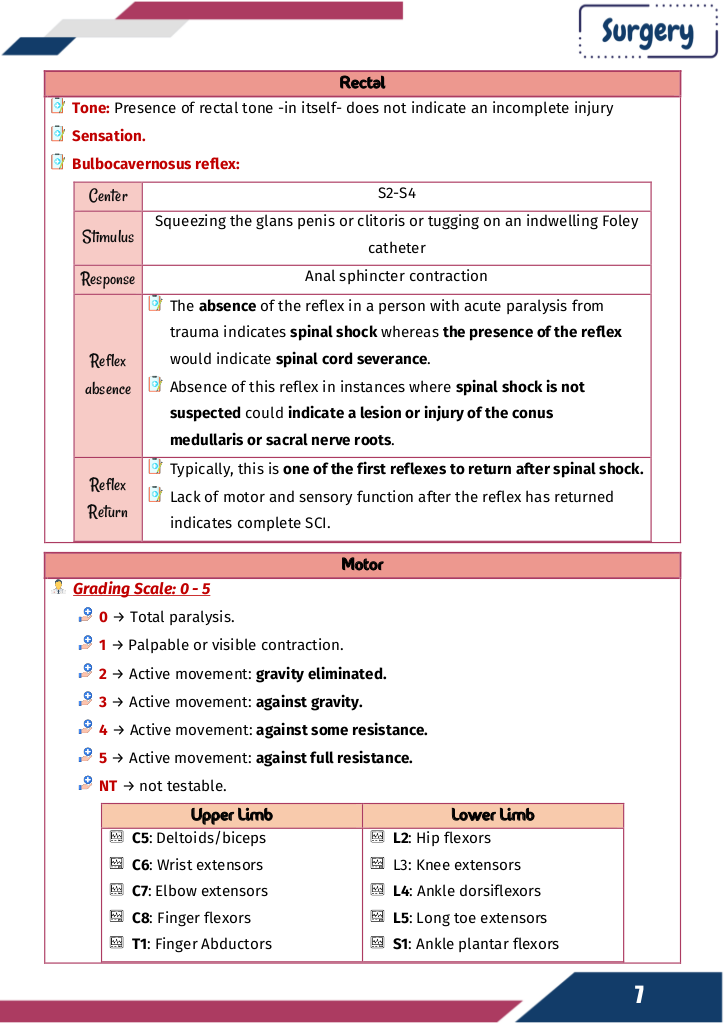 Surgery
Rectal
Tone: Presence of rectal tone -in itself- does not indicate an incomplete injury
Sensation.
Bulbocavernosus reflex:
Center
S2-S4
Stimulus
Squeezing the glans penis or clitoris or tugging on an indwelling Foley
catheter
Response
Anal sphincter contraction
Reflex
absence
The absence of the reflex in a person with acute paralysis from
trauma indicates spinal shock whereas the presence of the reflex
would indicate spinal cord severance.
Absence of this reflex in instances where spinal shock is not
suspected could indicate a lesion or injury of the conus
medullaris or sacral nerve roots.
Reflex
Return
Typically, this is one of the first reflexes to return after spinal shock.
Lack of motor and sensory function after the reflex has returned
indicates complete SCI.
Motor
Grading Scale: 0 - 5
0 → Total paralysis.
1 → Palpable or visible contraction.
2 → Active movement: gravity eliminated.
3 → Active movement: against gravity.
4 → Active movement: against some resistance.
5 → Active movement: against full resistance.
NT → not testable.
Upper Limb
C5: Deltoids/biceps
C6: Wrist extensors
C7: Elbow extensors
C8: Finger flexors
T1: Finger Abductors
Lower Limb
L2: Hip flexors
L3: Knee extensors
L4: Ankle dorsiflexors
L5: Long toe extensors
S1: Ankle plantar flexors
7